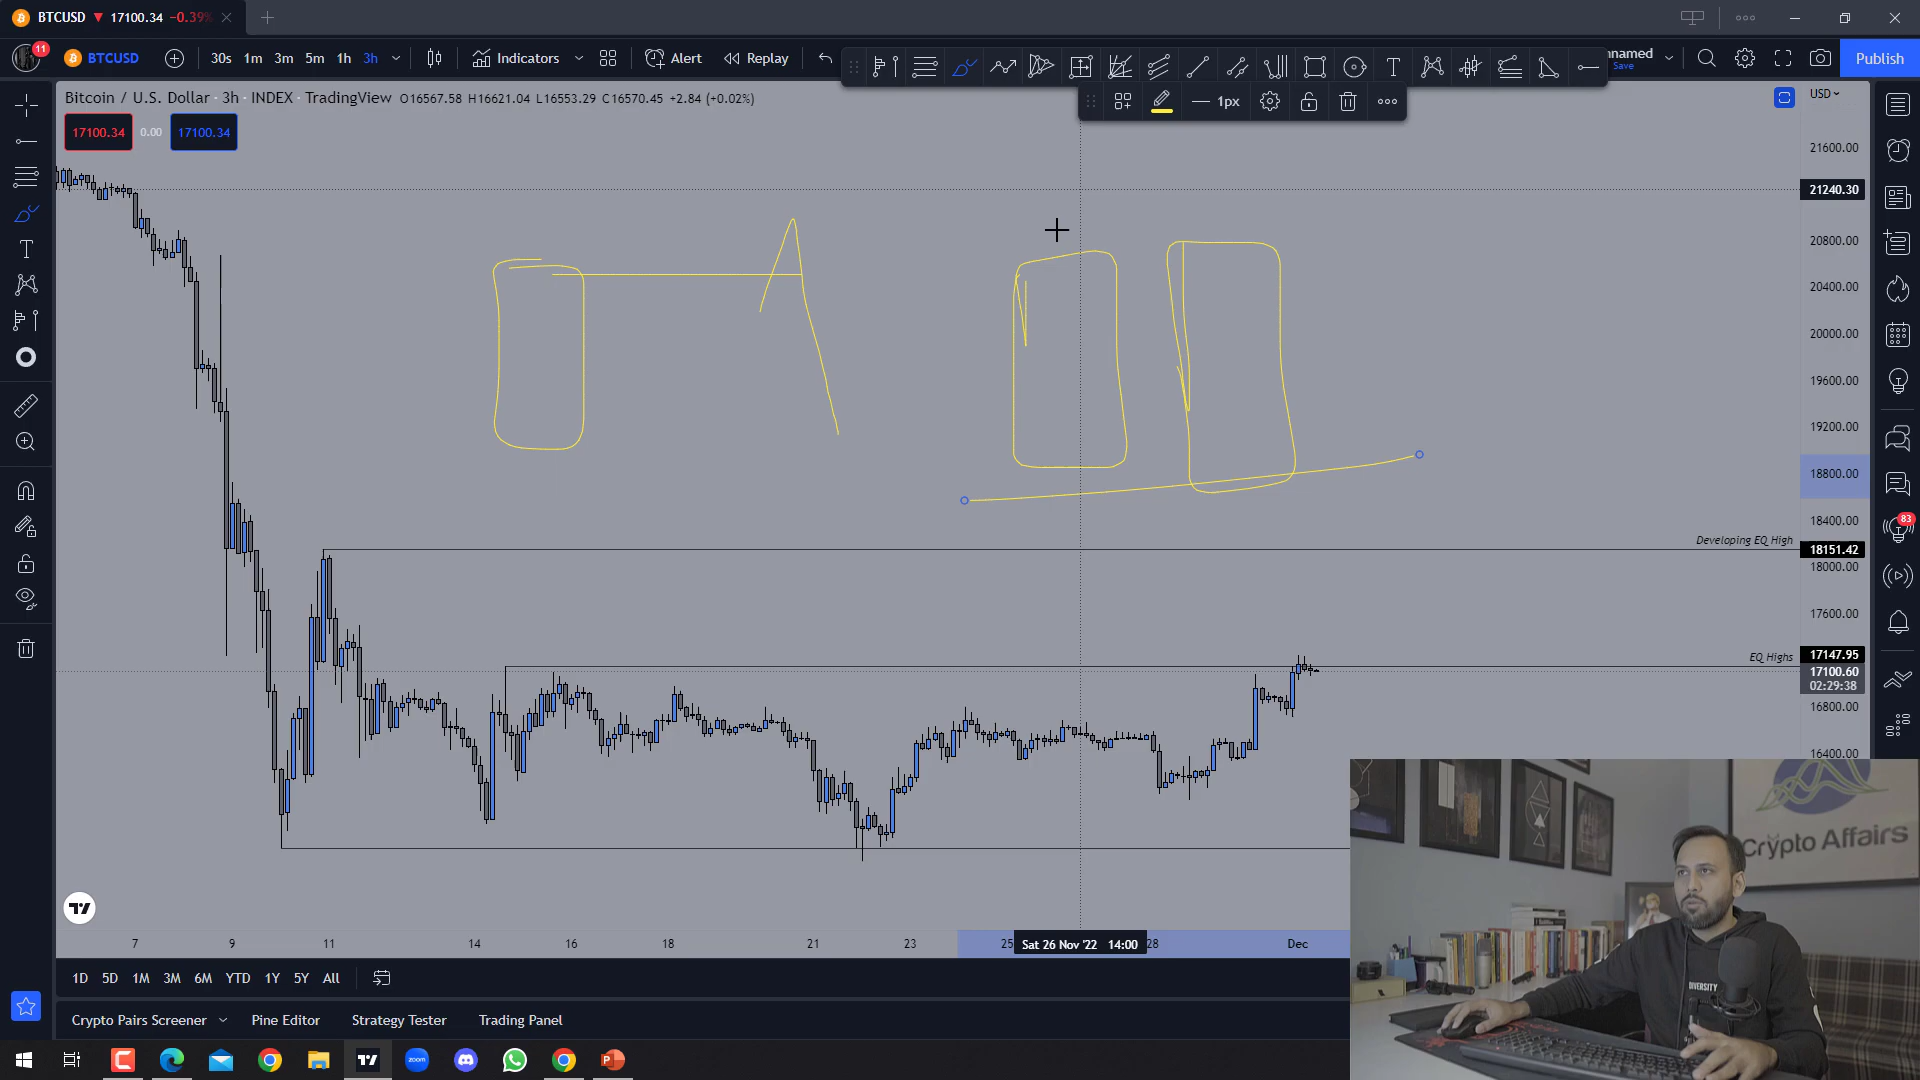 BTCUSD ▼ 17100.34 −0.39%
11 BTCUSD 30s 1m 3m 5m 1h 3h Indicators Alert Replay Save Publish
1px
Bitcoin / U.S. Dollar · 3h · INDEX · TradingView O16567.58 H16621.04 L16553.29 C16570.45 +2.84 (+0.02%)
USD
17100.34 0.00 17100.34
21600.00
21240.30
20800.00
20400.00
20000.00
19600.00
19200.00
18800.00
18400.00
Developing EQ High 18151.42
18000.00
17600.00
EQ Highs 17147.95
17100.60
02:29:38
16800.00
16400.00
83
7 9 11 14 16 18 21 23 25 Sat 26 Nov '22 14:00 28 Dec
1D 5D 1M 3M 6M YTD 1Y 5Y All
Crypto Pairs Screener Pine Editor Strategy Tester Trading Panel
zoom
Crypto Affairs
DIVERSITY